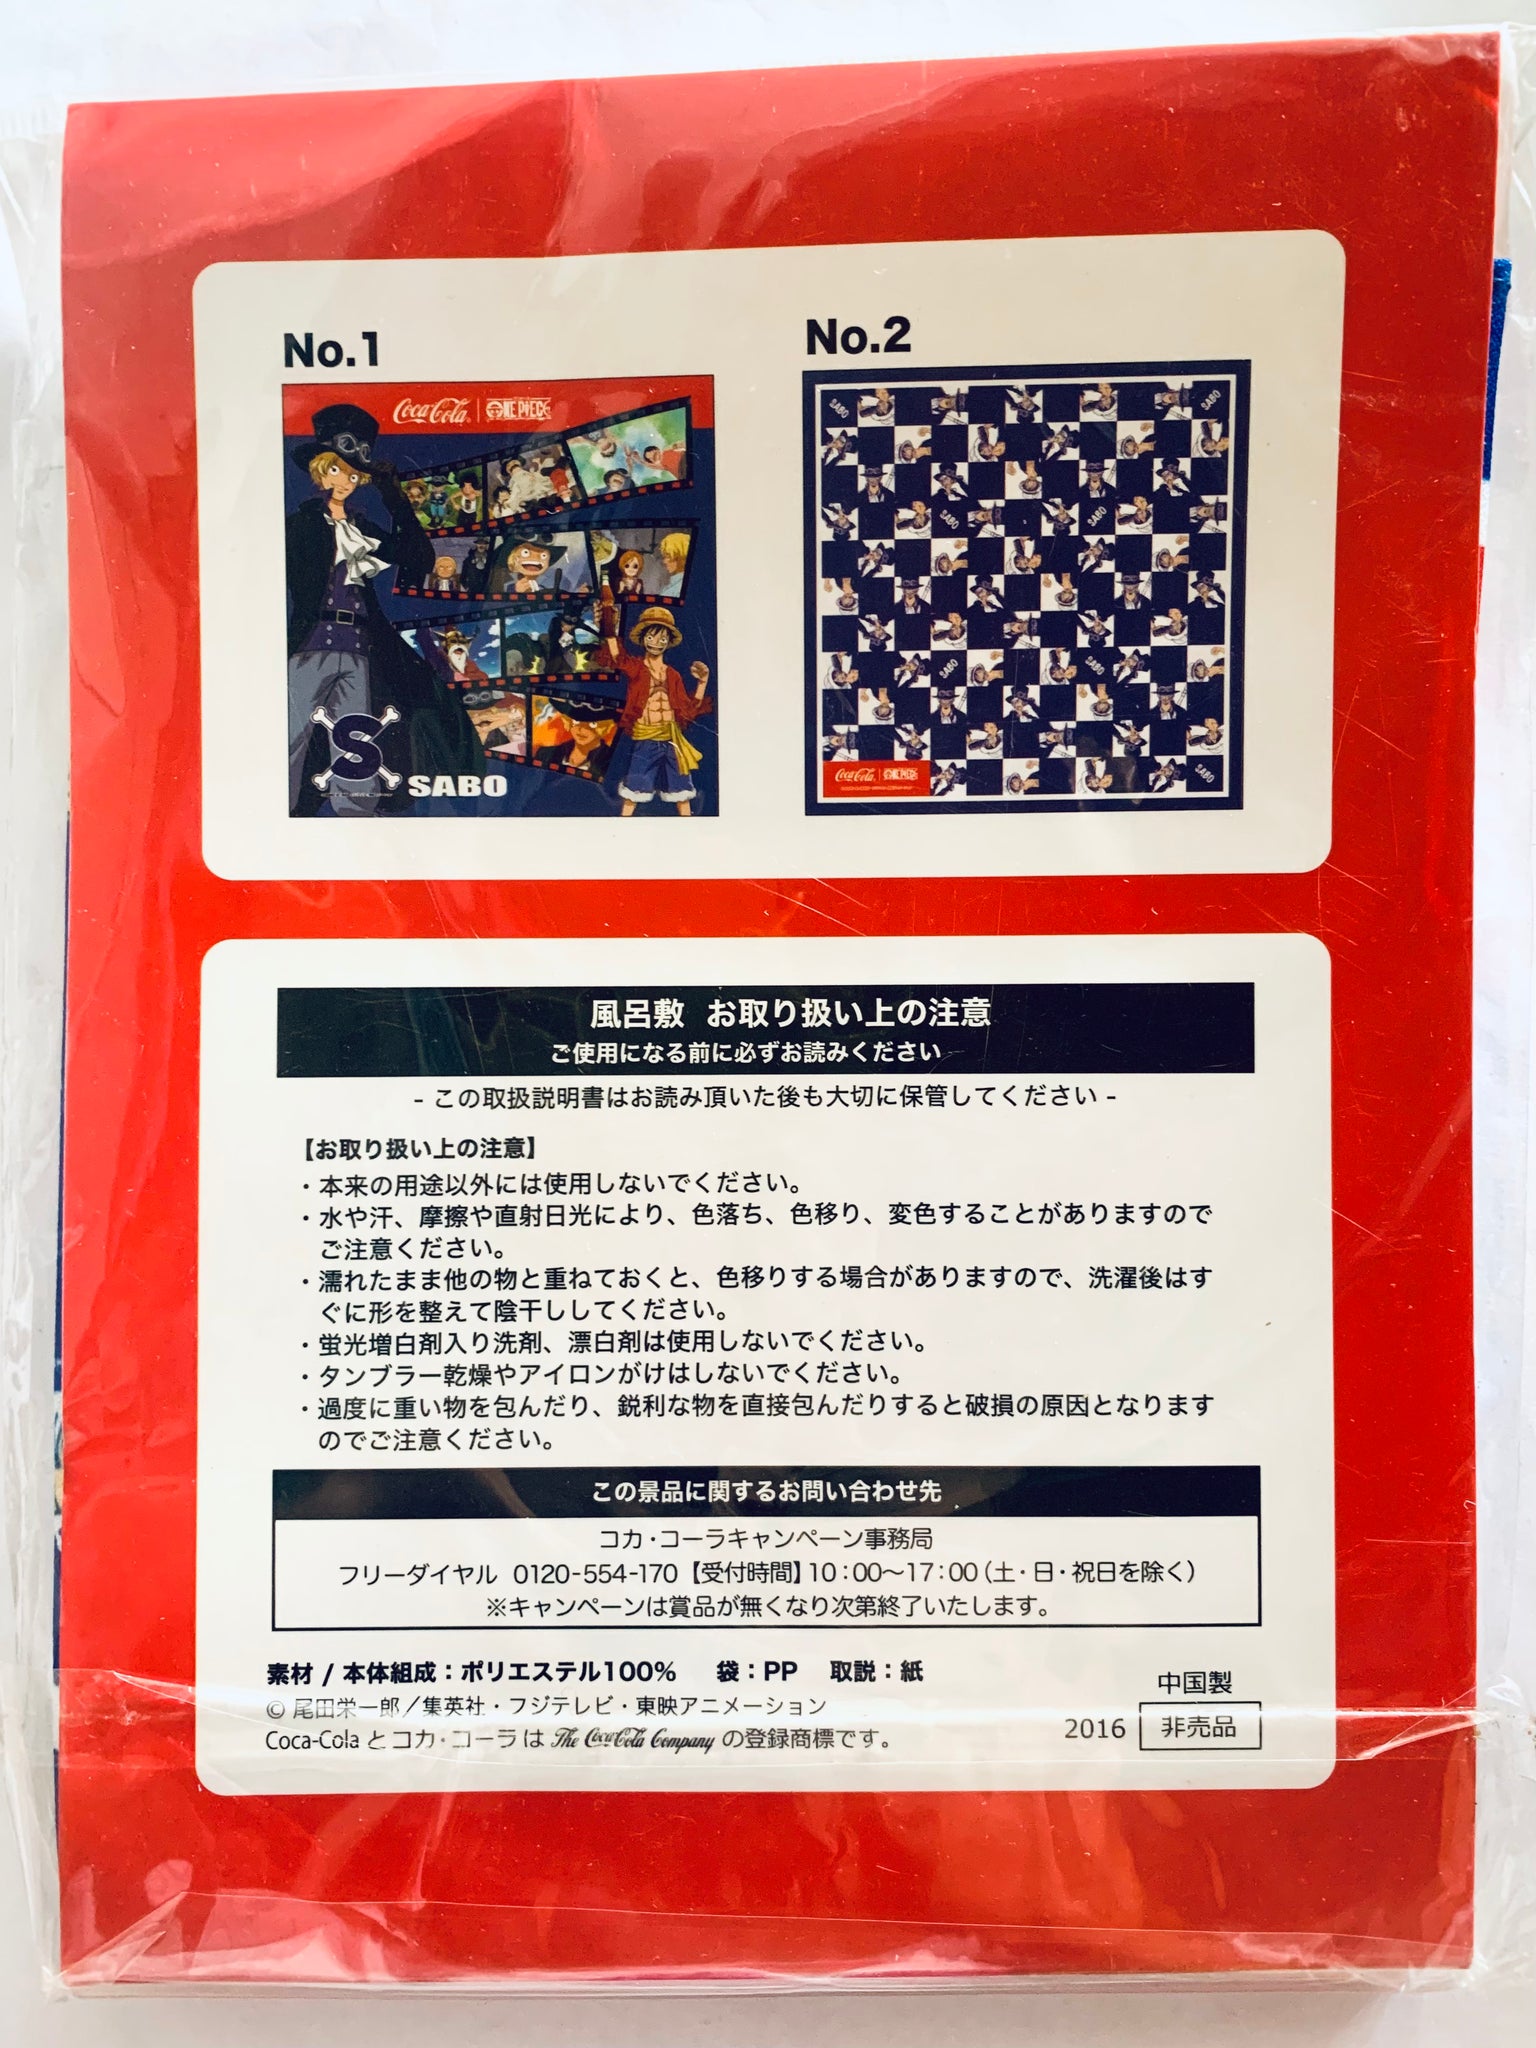 No.1
No.2
Coca-Cola | ONE PIECE
S SABO
SABO
SABO
SABO
SABO
SABO
SABO
SABO
Coca-Cola | ONE PIECE
風呂敷 お取り扱い上の注意
ご使用になる前に必ずお読みください
- この取扱説明書はお読み頂いた後も大切に保管してください -
【お取り扱い上の注意】
・本来の用途以外には使用しないでください。
・水や汗、摩擦や直射日光により、色落ち、色移り、変色することがありますので
ご注意ください。
・濡れたまま他の物と重ねておくと、色移りする場合がありますので、洗濯後はす
ぐに形を整えて陰干ししてください。
・蛍光増白剤入り洗剤、漂白剤は使用しないでください。
・タンブラー乾燥やアイロンがけはしないでください。
・過度に重い物を包んだり、鋭利な物を直接包んだりすると破損の原因となります
のでご注意ください。
この景品に関するお問い合わせ先
コカ・コーラキャンペーン事務局
フリーダイヤル 0120-554-170【受付時間】10：00〜17：00（土・日・祝日を除く）
※キャンペーンは賞品が無くなり次第終了いたします。
素材 / 本体組成：ポリエステル100% 袋：PP 取説：紙
© 尾田栄一郎／集英社・フジテレビ・東映アニメーション
Coca-Cola とコカ・コーラは The Coca-Cola Company の登録商標です。
中国製
2016 非売品